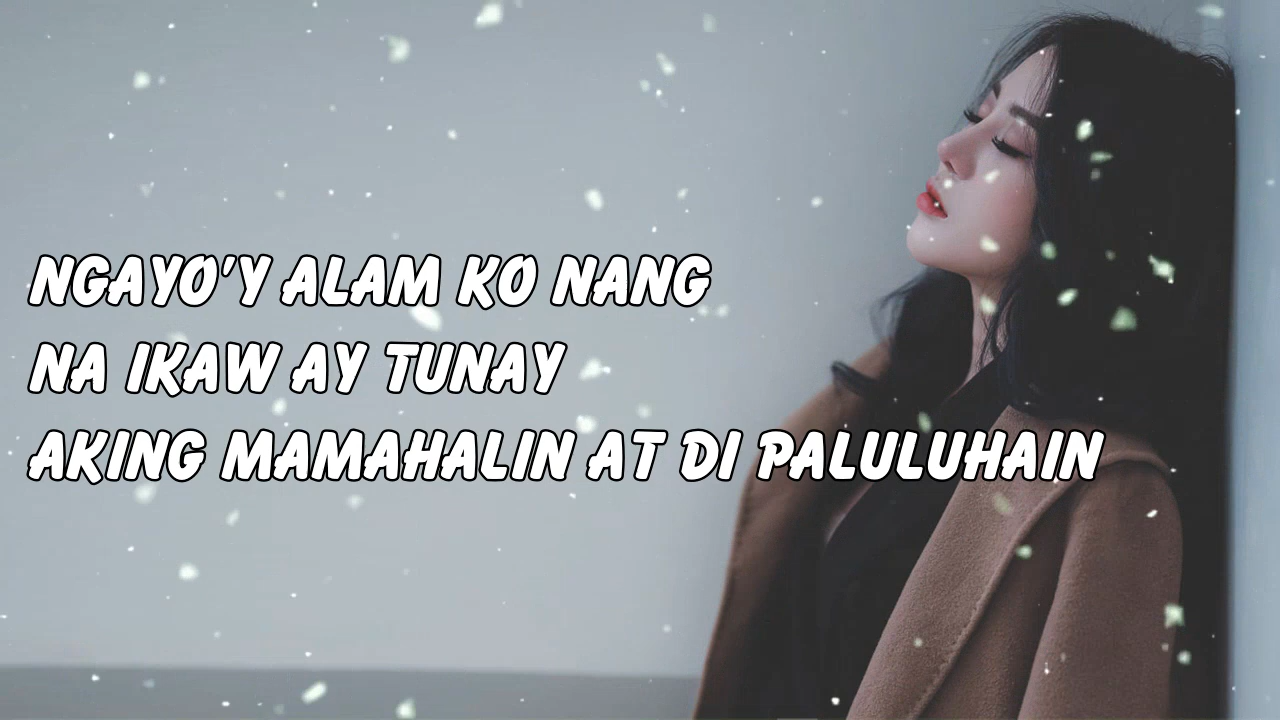 NGAYO'Y ALAM KO NANG
NA IKAW AY TUNAY
AKING MAMAHALIN AT DI PALULUHAIN